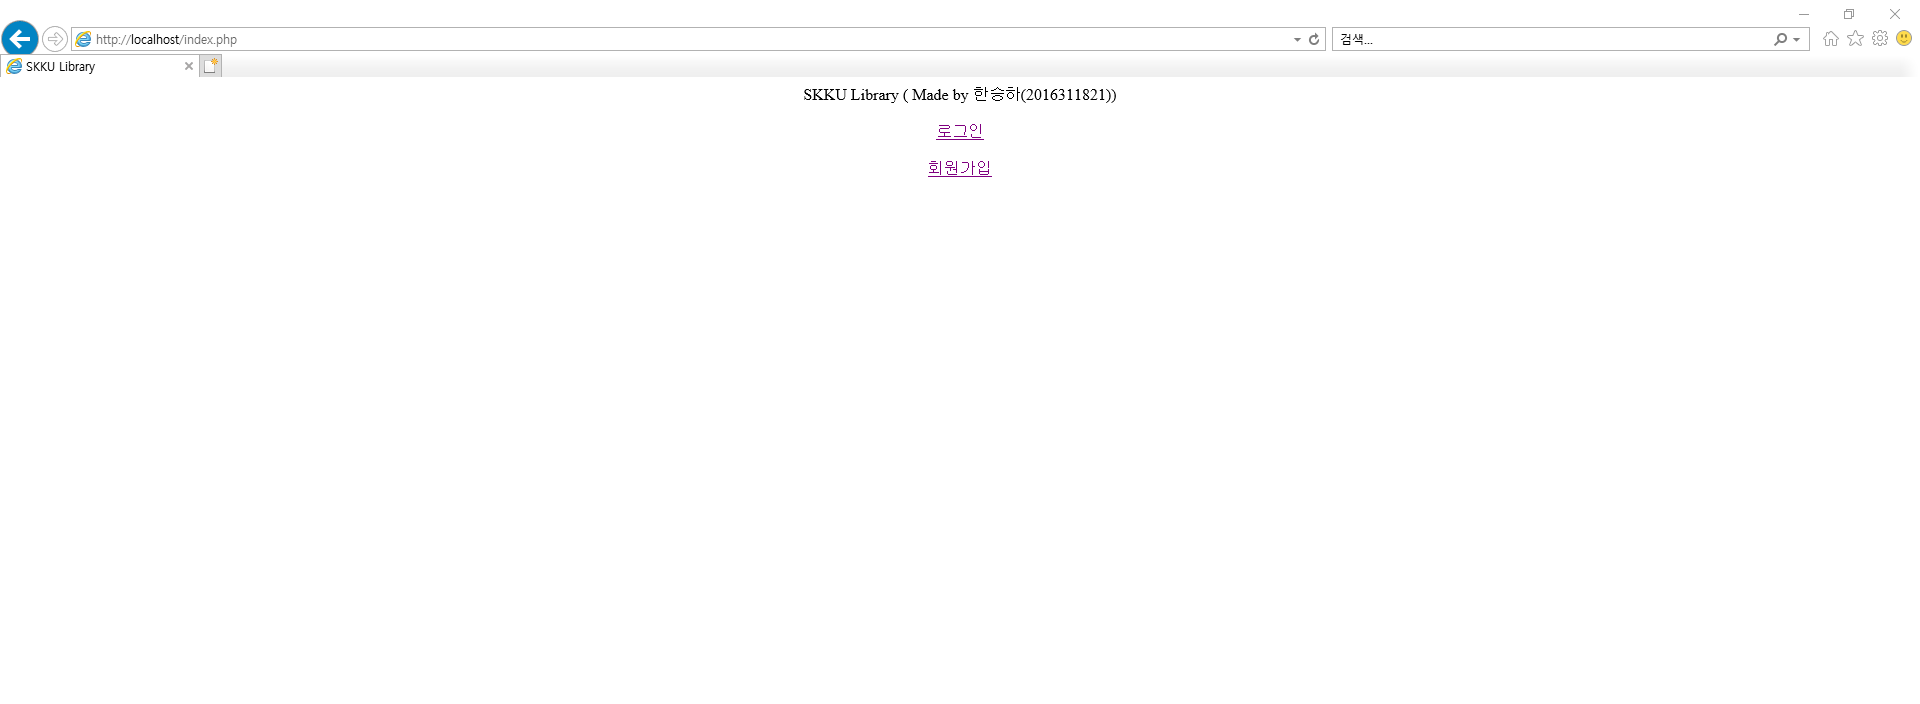 http://localhost/index.php
검색...
SKKU Library
SKKU Library ( Made by 한승하(2016311821))
로그인
회원가입